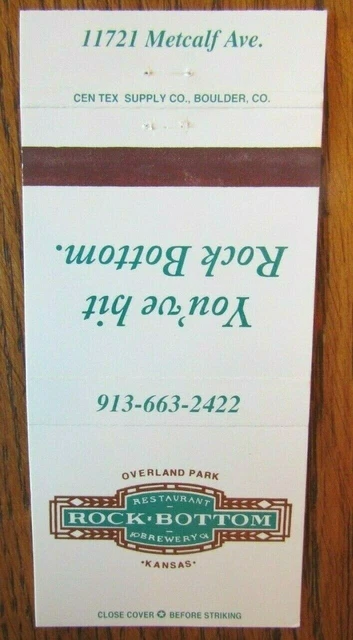 11721 Metcalf Ave.
CEN TEX SUPPLY CO., BOULDER, CO.
You've hit
Rock Bottom.
913-663-2422
OVERLAND PARK
RESTAURANT
ROCK·BOTTOM
BREWERY
·KANSAS·
CLOSE COVER ✪ BEFORE STRIKING